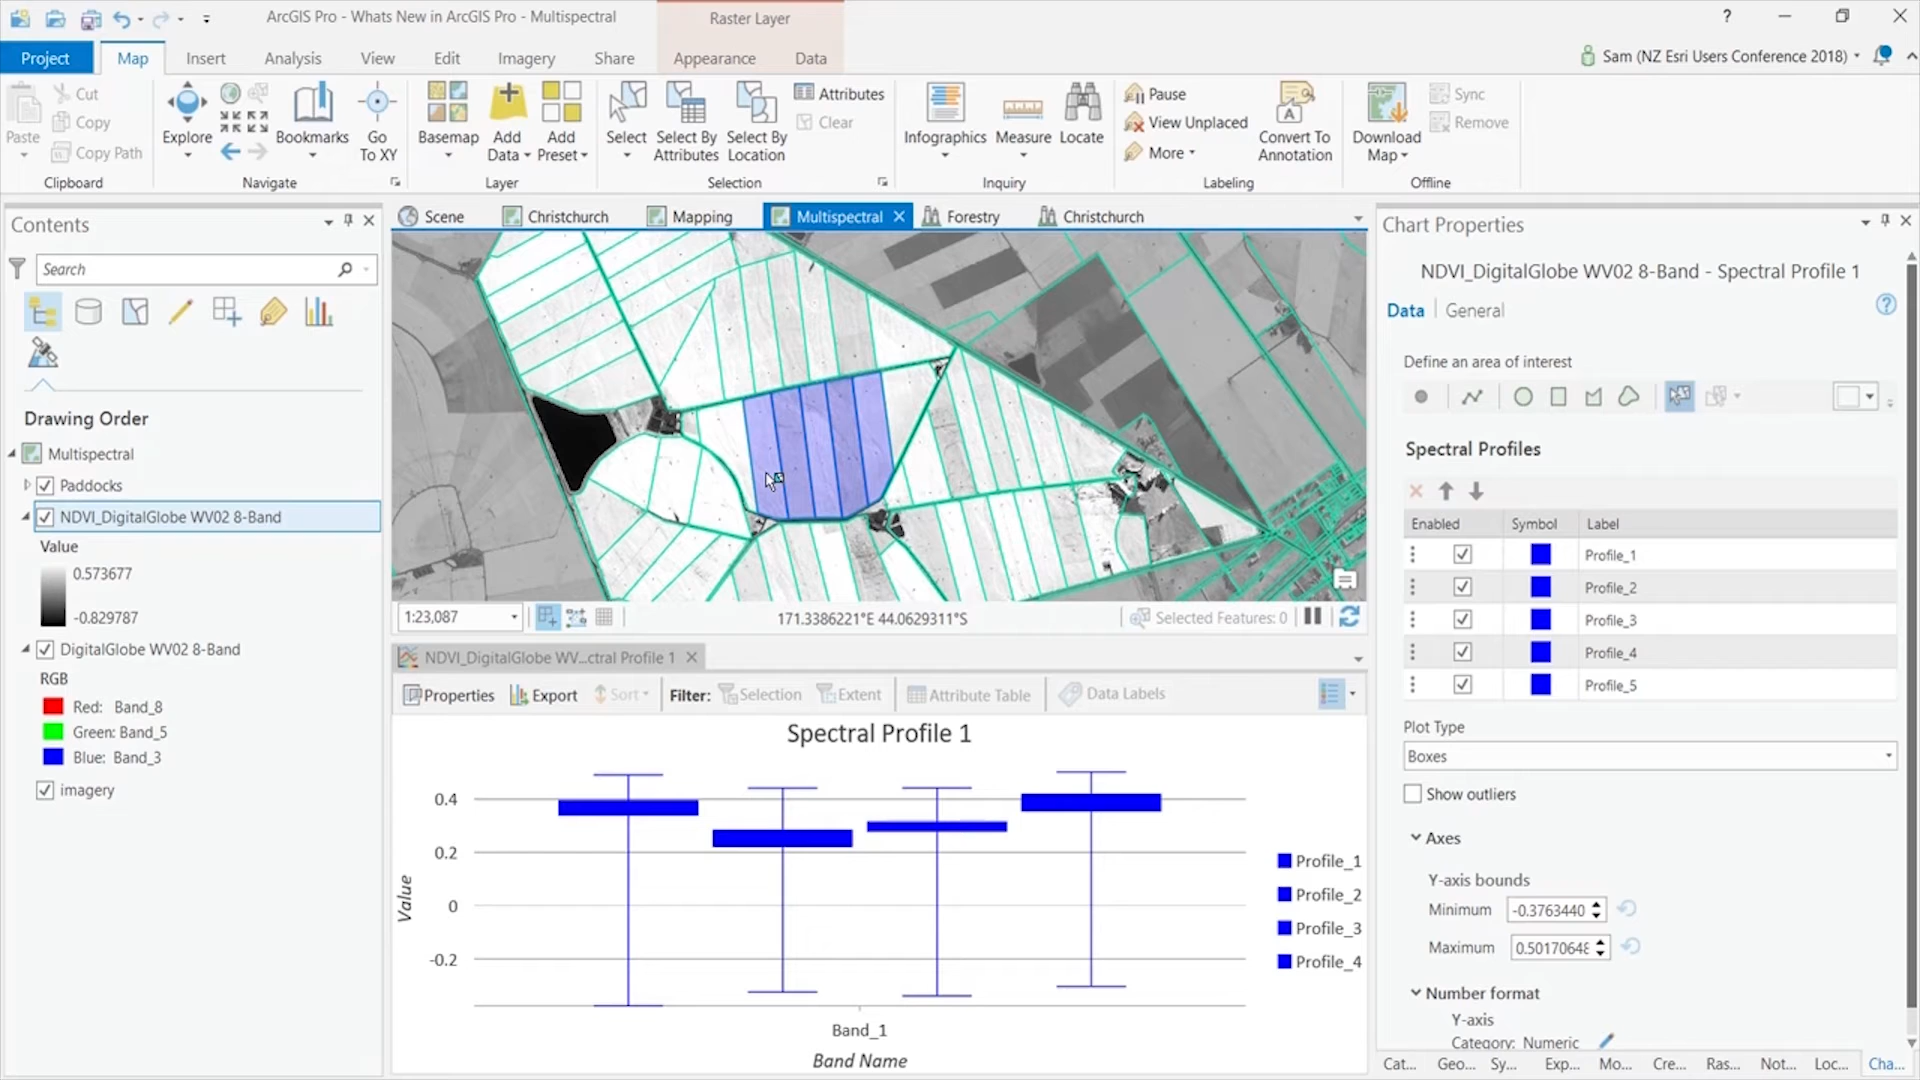 ArcGIS Pro - Whats New in ArcGIS Pro - Multispectral
Raster Layer
?
Project
Map
Insert
Analysis
View
Edit
Imagery
Share
Appearance
Data
Sam (NZ Esri Users Conference 2018)
Paste
Cut
Copy
Copy Path
Clipboard
Explore
Bookmarks
Go To XY
Navigate
Basemap
Add Data
Add Preset
Layer
Select
Select By Attributes
Select By Location
Attributes
Clear
Selection
Infographics
Measure
Locate
Inquiry
Pause
View Unplaced
More
Convert To Annotation
Labeling
Download Map
Sync
Remove
Offline
Contents
Search
Drawing Order
Multispectral
Paddocks
NDVI_DigitalGlobe WV02 8-Band
Value
0.573677
-0.829787
DigitalGlobe WV02 8-Band
RGB
Red: Band_8
Green: Band_5
Blue: Band_3
imagery
Scene
Christchurch
Mapping
Multispectral
Forestry
Christchurch
1:23,087
171.3386221°E 44.0629311°S
Selected Features: 0
NDVI_DigitalGlobe WV...ctral Profile 1
Properties
Export
Sort
Filter:
Selection
Extent
Attribute Table
Data Labels
Spectral Profile 1
0.4
0.2
0
-0.2
Value
Band_1
Band Name
Profile_1
Profile_2
Profile_3
Profile_4
Chart Properties
NDVI_DigitalGlobe WV02 8-Band - Spectral Profile 1
Data
General
?
Define an area of interest
Spectral Profiles
Enabled Symbol Label
Profile_1
Profile_2
Profile_3
Profile_4
Profile_5
Plot Type
Boxes
Show outliers
Axes
Y-axis bounds
Minimum -0.3763440
Maximum 0.50170648
Number format
Y-axis
Category: Numeric
Cat...
Geo...
Sy...
Exp...
Mo...
Cre...
Ras...
Not...
Loc...
Cha...